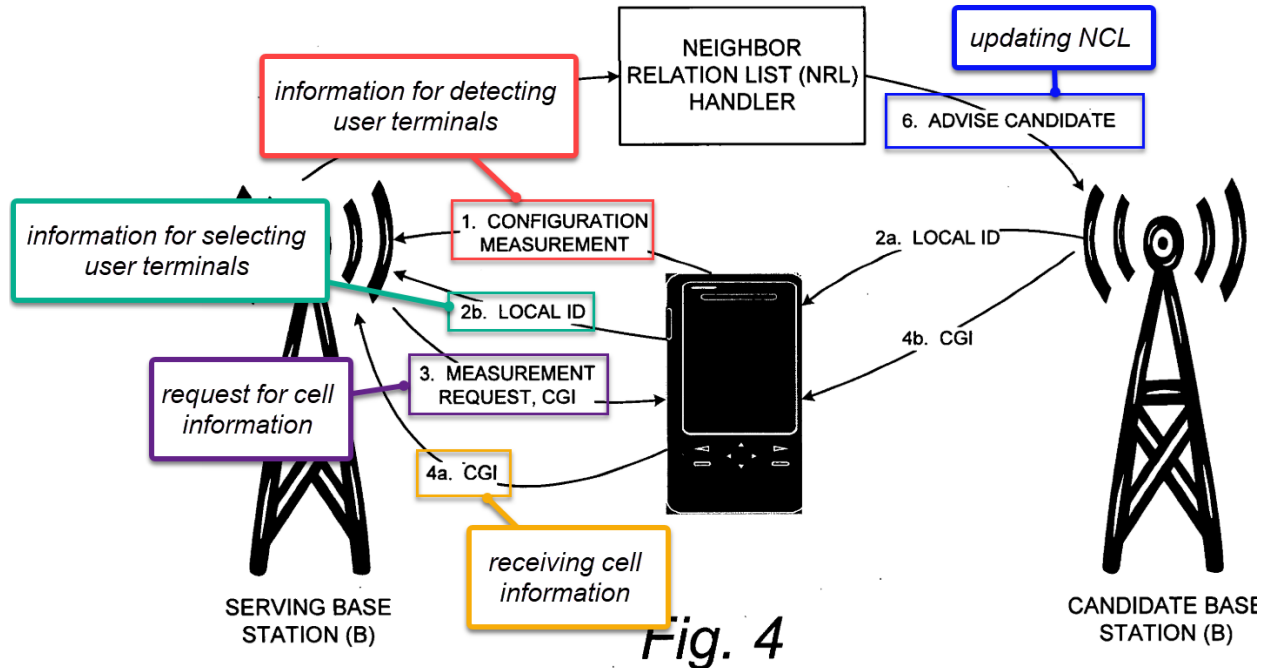 NEIGHBOR
RELATION LIST (NRL)
HANDLER
updating NCL
information for detecting
user terminals
6. ADVISE CANDIDATE
1. CONFIGURATION
MEASUREMENT
information for selecting
user terminals
2a. LOCAL ID
2b. LOCAL ID
4b. CGI
3. MEASUREMENT
REQUEST, CGI
request for cell
information
4a. CGI
receiving cell
information
SERVING BASE
STATION (B)
CANDIDATE BASE
STATION (B)
Fig. 4